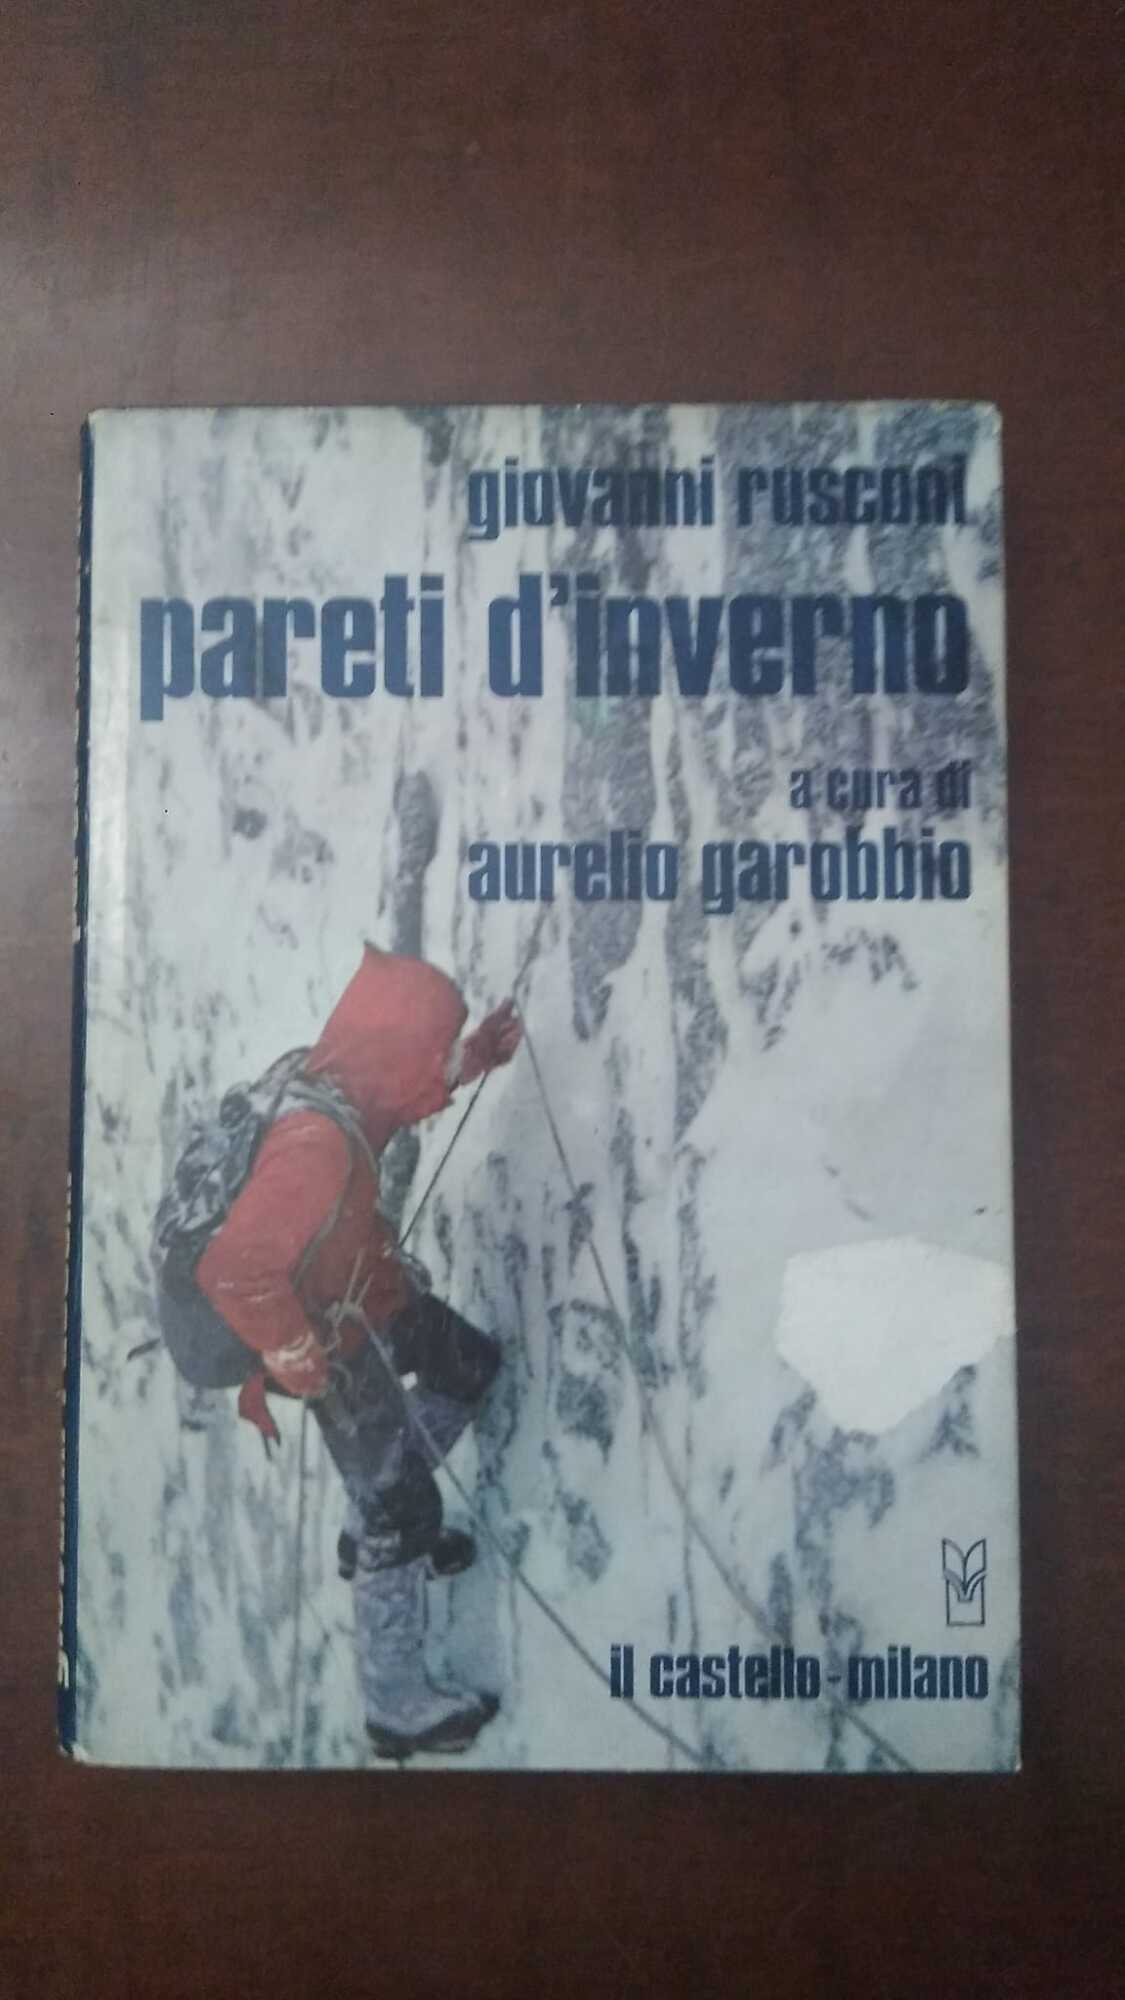 giovanni rusconi
pareti d'inverno
a cura di
aurelio garobbio
il castello - milano